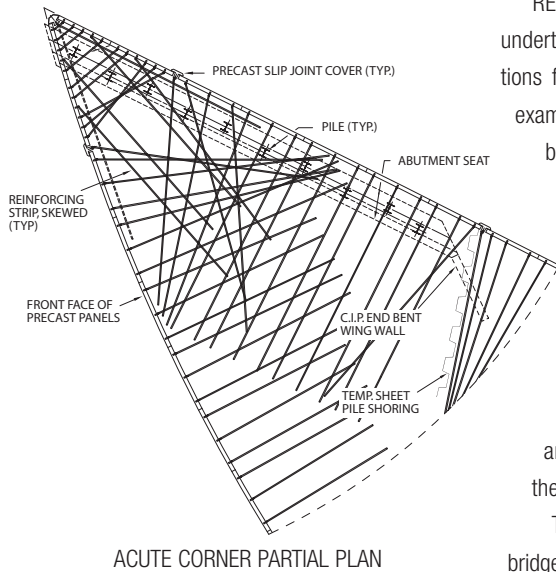 PRECAST SLIP JOINT COVER (TYP.)
PILE (TYP.)
ABUTMENT SEAT
REINFORCING
STRIP, SKEWED
(TYP)
FRONT FACE OF
PRECAST PANELS
C.I.P. END BENT
WING WALL
TEMP. SHEET
PILE SHORING
ACUTE CORNER PARTIAL PLAN
RE
undert
tions f
exam
b
ar
the
T
bridge